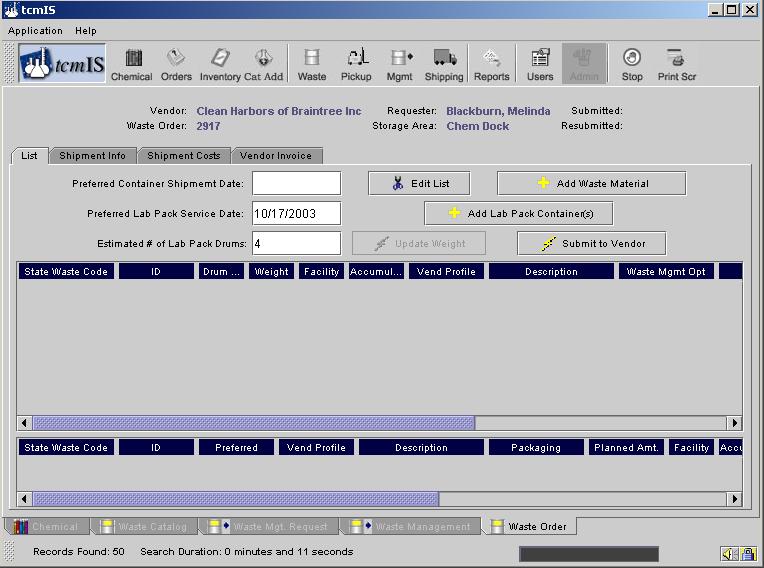 tcmIS
Application Help
tcmIS Chemical Orders Inventory Cat Add Waste Pickup Mgmt Shipping Reports Users Admin Stop Print Scr
Vendor: Clean Harbors of Braintree Inc Requester: Blackburn, Melinda Submitted:
Waste Order: 2917 Storage Area: Chem Dock Resubmitted:
List Shipment Info Shipment Costs Vendor Invoice
Preferred Container Shipmemt Date: Edit List Add Waste Material
Preferred Lab Pack Service Date: 10/17/2003 Add Lab Pack Container(s)
Estimated # of Lab Pack Drums: 4 Update Weight Submit to Vendor
State Waste Code ID Drum ... Weight Facility Accumul... Vend Profile Description Waste Mgmt Opt
State Waste Code ID Preferred Vend Profile Description Packaging Planned Amt. Facility Accu
Chemical Waste Catalog Waste Mgt. Request Waste Management Waste Order
Records Found: 50 Search Duration: 0 minutes and 11 seconds